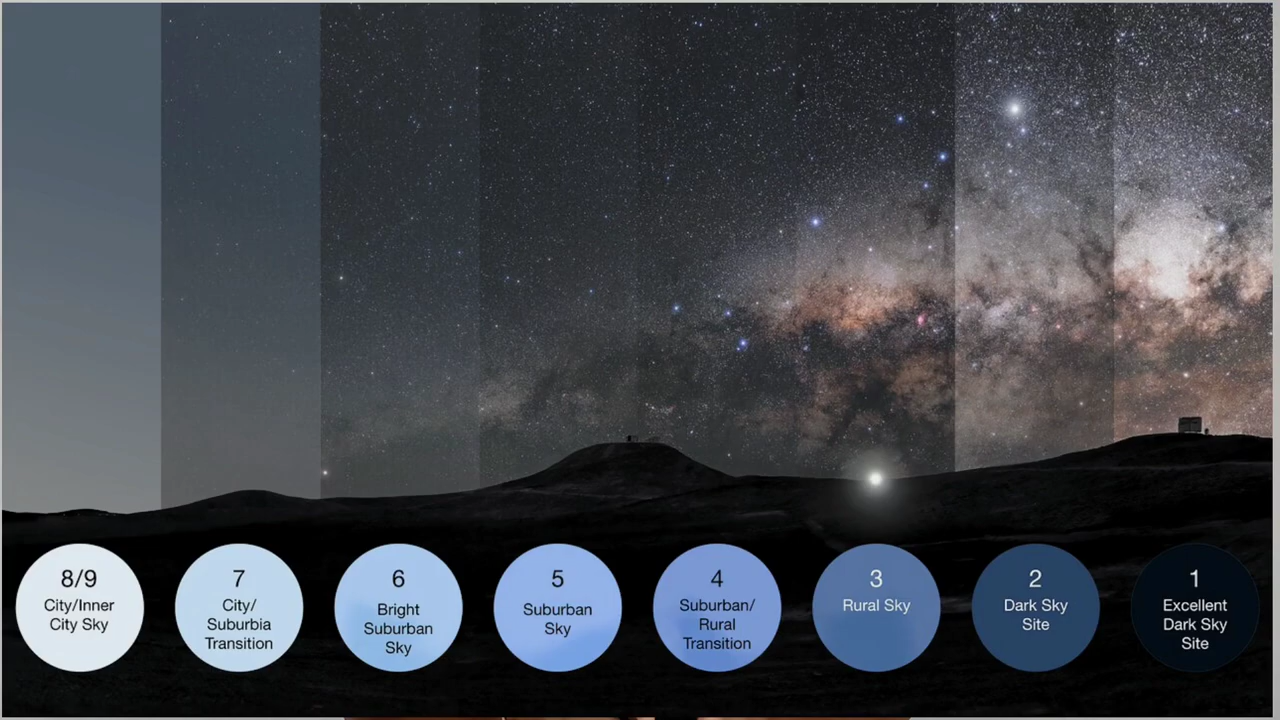 8/9
City/Inner
City Sky
7
City/
Suburbia
Transition
6
Bright
Suburban
Sky
5
Suburban
Sky
4
Suburban/
Rural
Transition
3
Rural Sky
2
Dark Sky
Site
1
Excellent
Dark Sky
Site